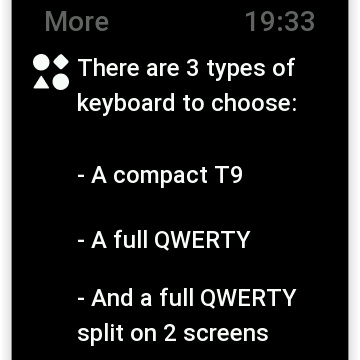 More 19:33
There are 3 types of
keyboard to choose:
- A compact T9
- A full QWERTY
- And a full QWERTY
split on 2 screens